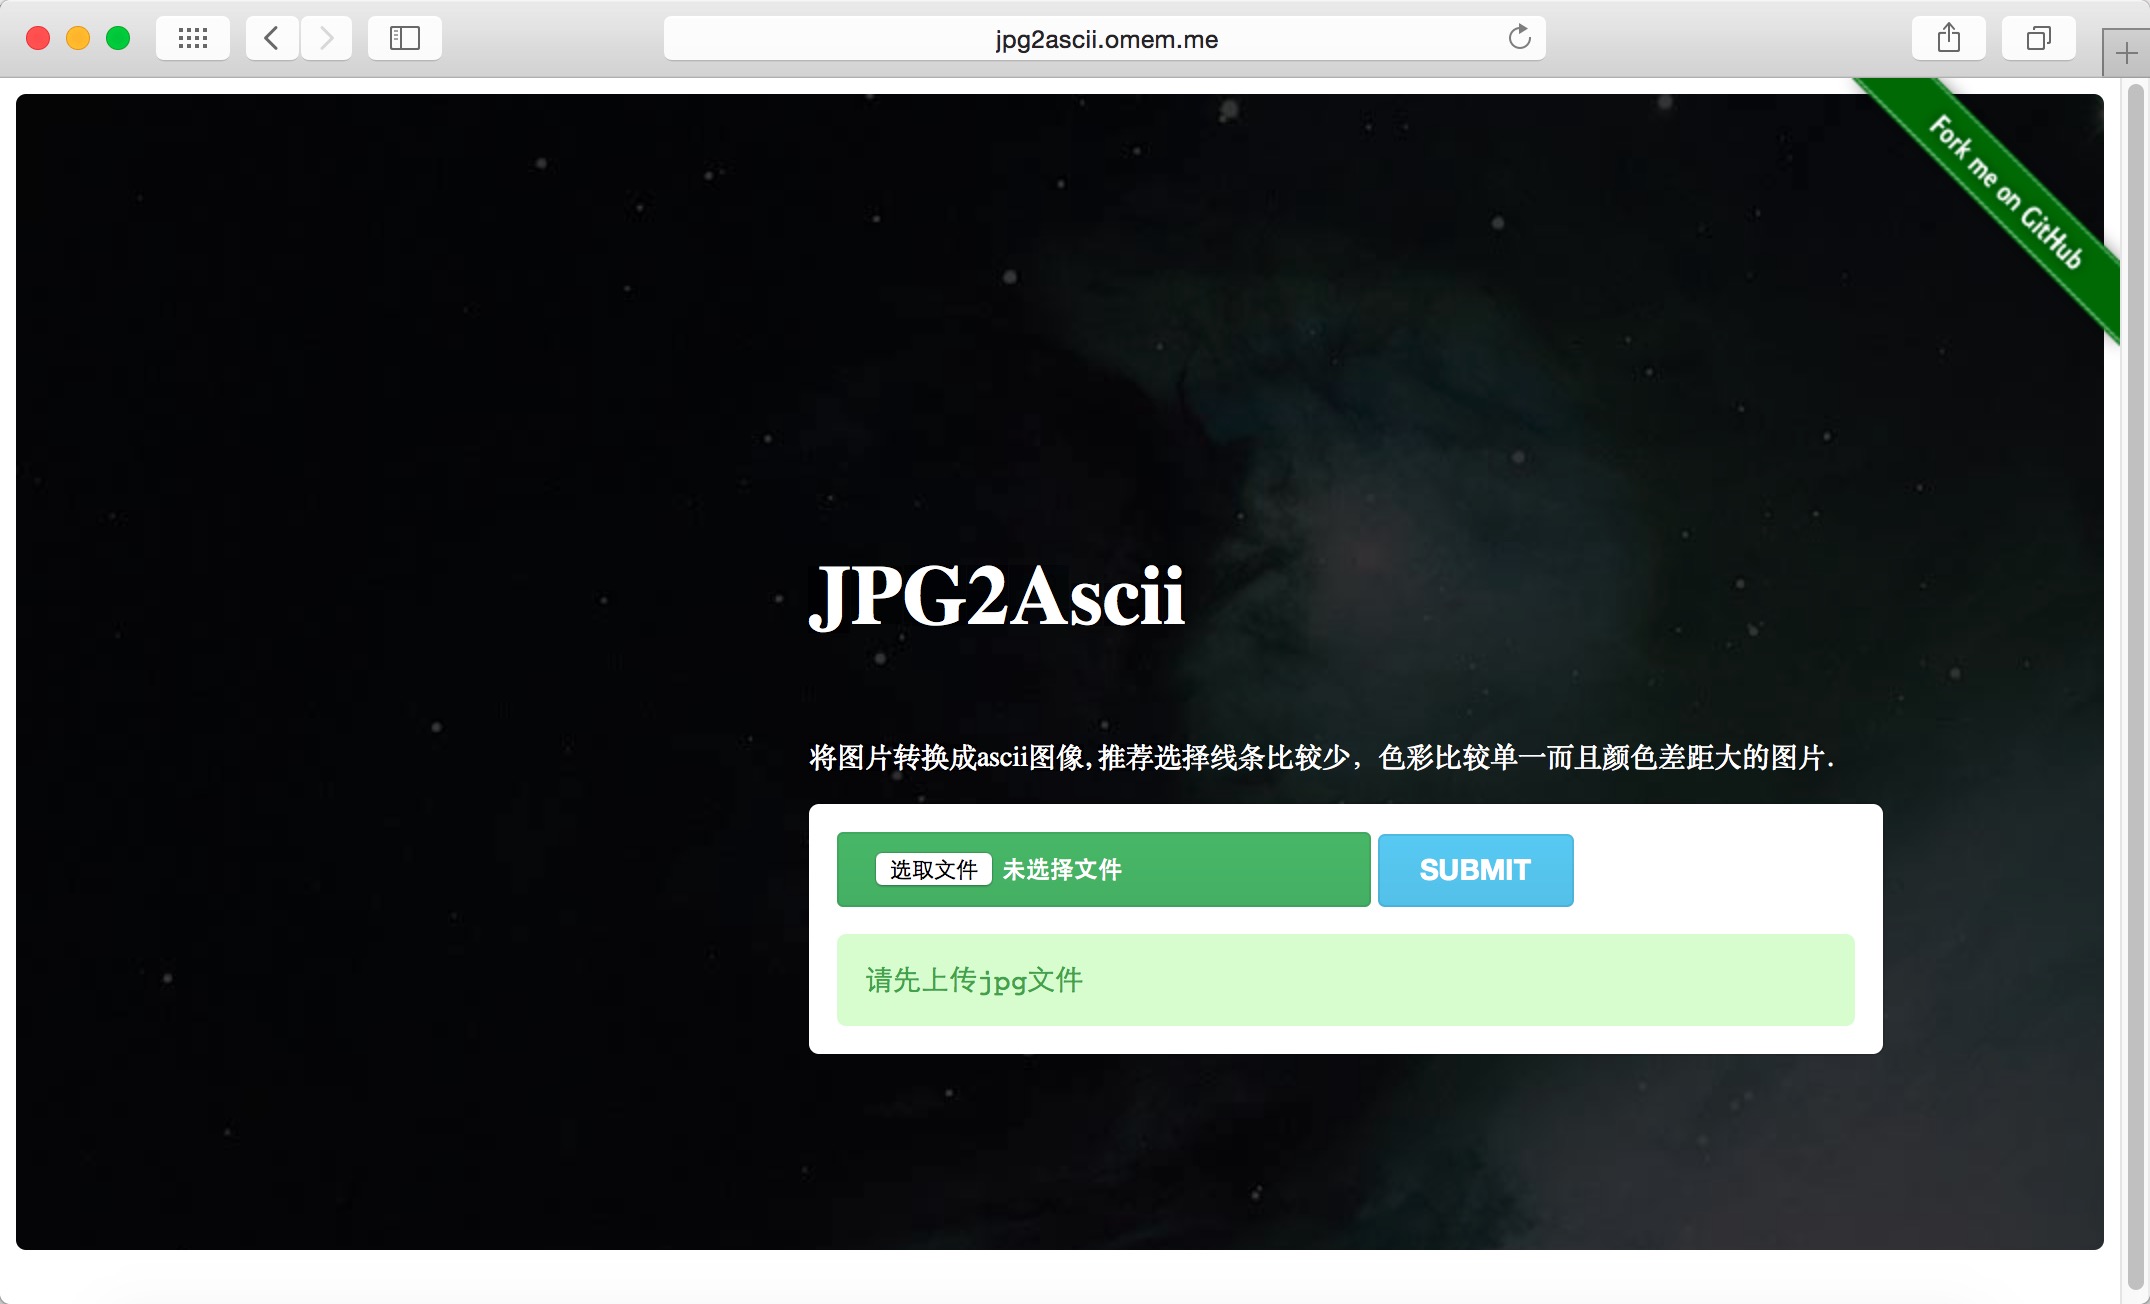 jpg2ascii.omem.me
Fork me on GitHub
JPG2Ascii
将图片转换成ascii图像,推荐选择线条比较少，色彩比较单一而且颜色差距大的图片.
选取文件 未选择文件 SUBMIT
请先上传jpg文件